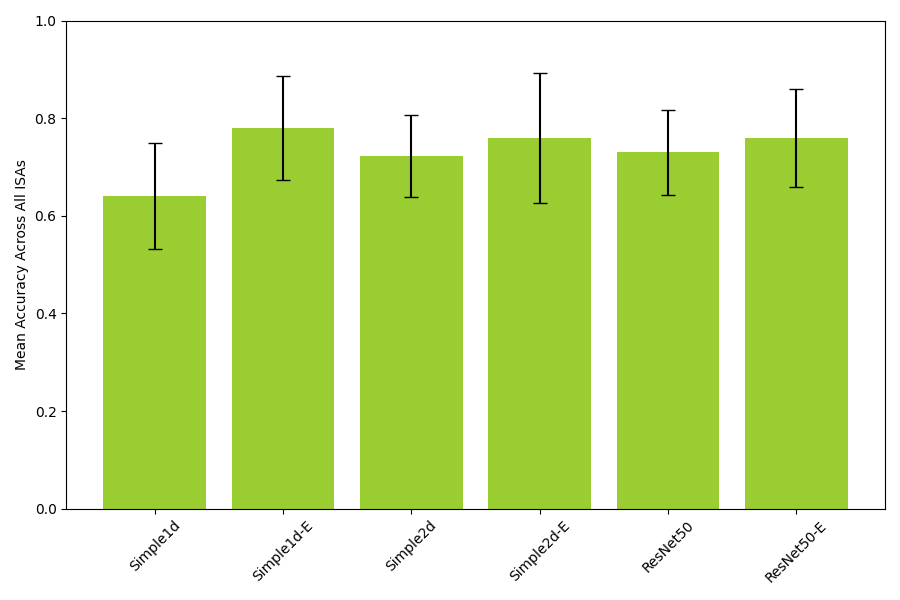 Mean Accuracy Across All ISAs
1.0
0.8
0.6
0.4
0.2
0.0
Simple1d
Simple1d-E
Simple2d
Simple2d-E
ResNet50
ResNet50-E